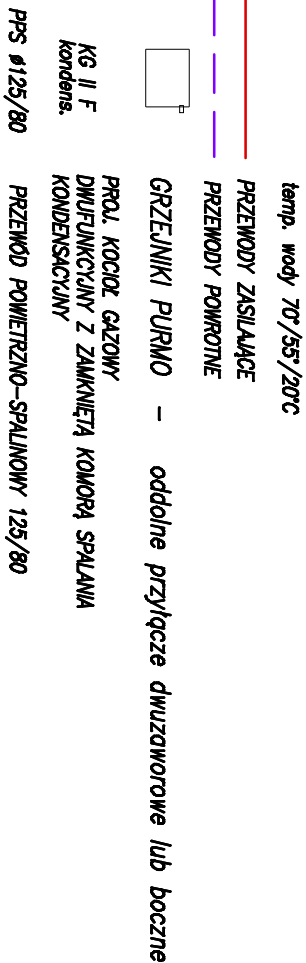 temp. wody 70°/55°/20°C
PRZEWODY ZASILAJĄCE
PRZEWODY POWROTNE
GRZEJNIKI PURMO - oddolne przyłącze dwuzaworowe lub boczne
KG II F
kondens.
PROJ. KOCIOŁ GAZOWY
DWUFUNKCYJNY Z ZAMKNIĘTĄ KOMORĄ SPALANIA
KONDENSACYJNY
PPS ø125/80 PRZEWÓD POWIETRZNO-SPALINOWY 125/80